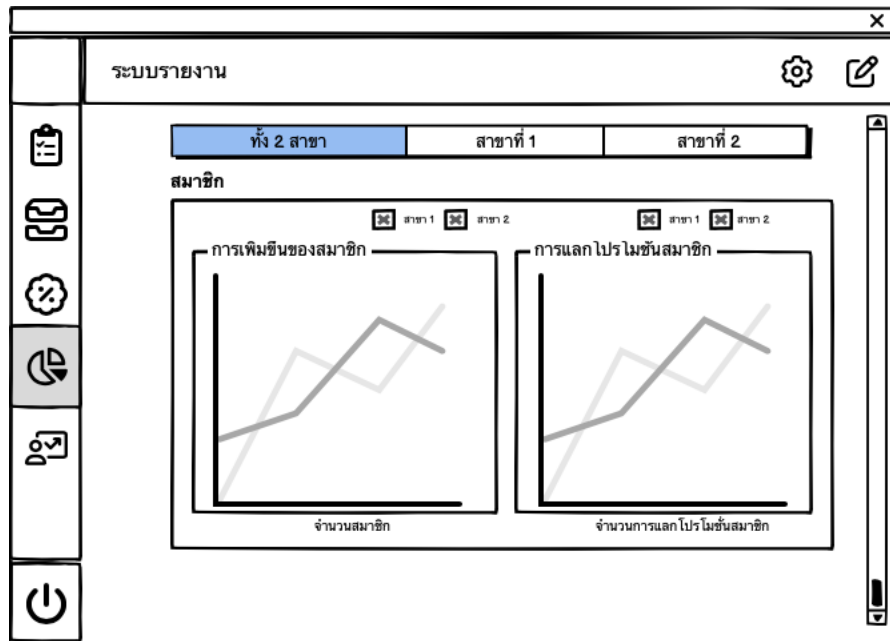 ระบบรายงาน
ทั้ง 2 สาขา สาขาที่ 1 สาขาที่ 2
สมาชิก
สาขา 1 สาขา 2 สาขา 1 สาขา 2
การเพิ่มขึ้นของสมาชิก การแลกโปรโมชันสมาชิก
จำนวนสมาชิก จำนวนการแลกโปรโมชั่นสมาชิก